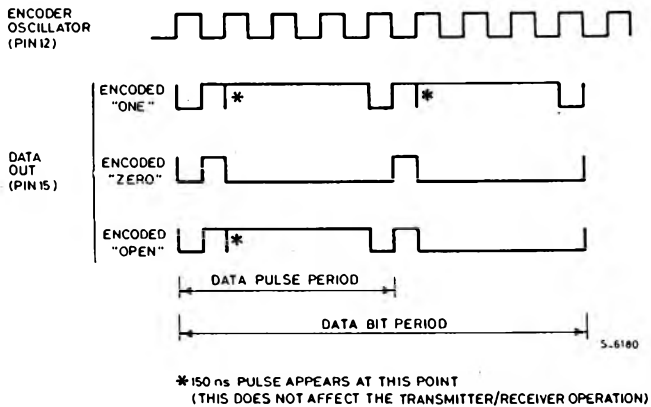 ENCODER
OSCILLATOR
(PIN 12)
DATA
OUT
(PIN 15)
ENCODED
"ONE"
*
*
ENCODED
"ZERO"
ENCODED
"OPEN"
*
DATA PULSE PERIOD
DATA BIT PERIOD
S-6180
* 150 ns PULSE APPEARS AT THIS POINT
(THIS DOES NOT AFFECT THE TRANSMITTER/RECEIVER OPERATION)